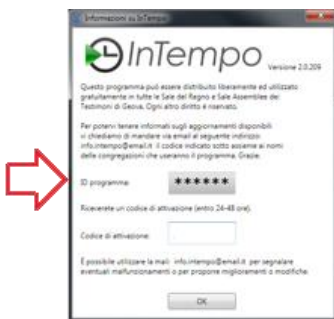 Informazioni su InTempo
InTempo
Versione 2.0.209
Questo programma può essere distribuito liberamente ed utilizzato
gratuitamente in tutte le Sale del Regno e Sale Assemblee dei
Testimoni di Geova. Ogni altro diritto è riservato.
Per potervi tenere informati sugli aggiornamenti disponibili
vi chiediamo di mandare via email al seguente indirizzo:
info.intempo@email.it il codice indicato sotto assieme ai nomi
delle congregazioni che useranno il programma. Grazie.
ID programma:
******
Riceverete un codice di attivazione (entro 24-48 ore).
Codice di attivazione:
È possibile utilizzare la mail: info.intempo@email.it per segnalare
eventuali malfunzionamenti o per proporre miglioramenti o modifiche.
OK